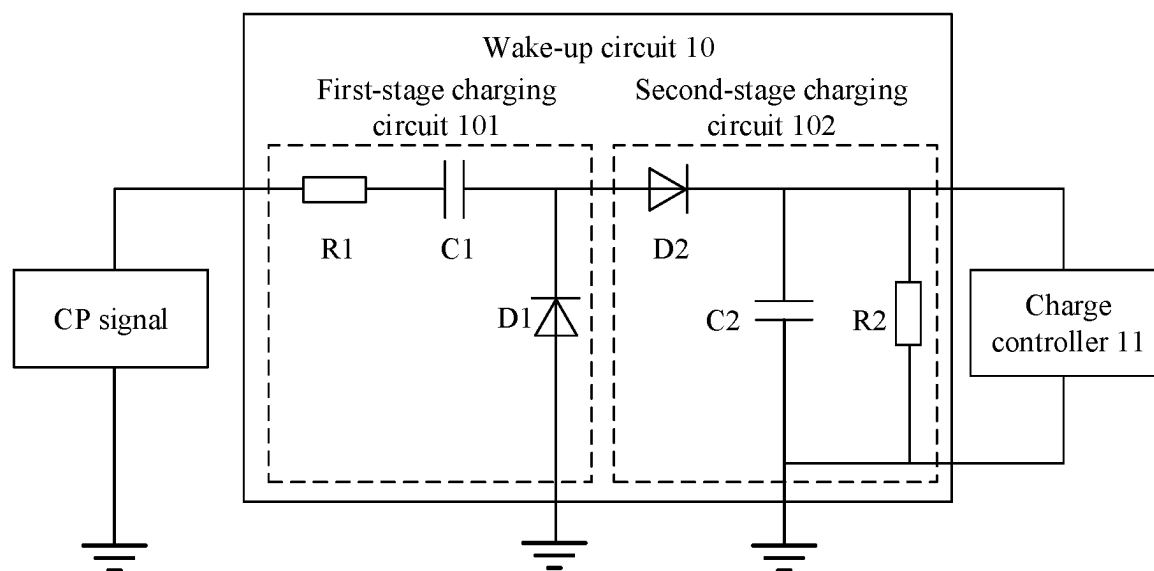 Wake-up circuit 10
First-stage charging
circuit 101
Second-stage charging
circuit 102
R1
C1
D2
D1
C2
R2
CP signal
Charge
controller 11